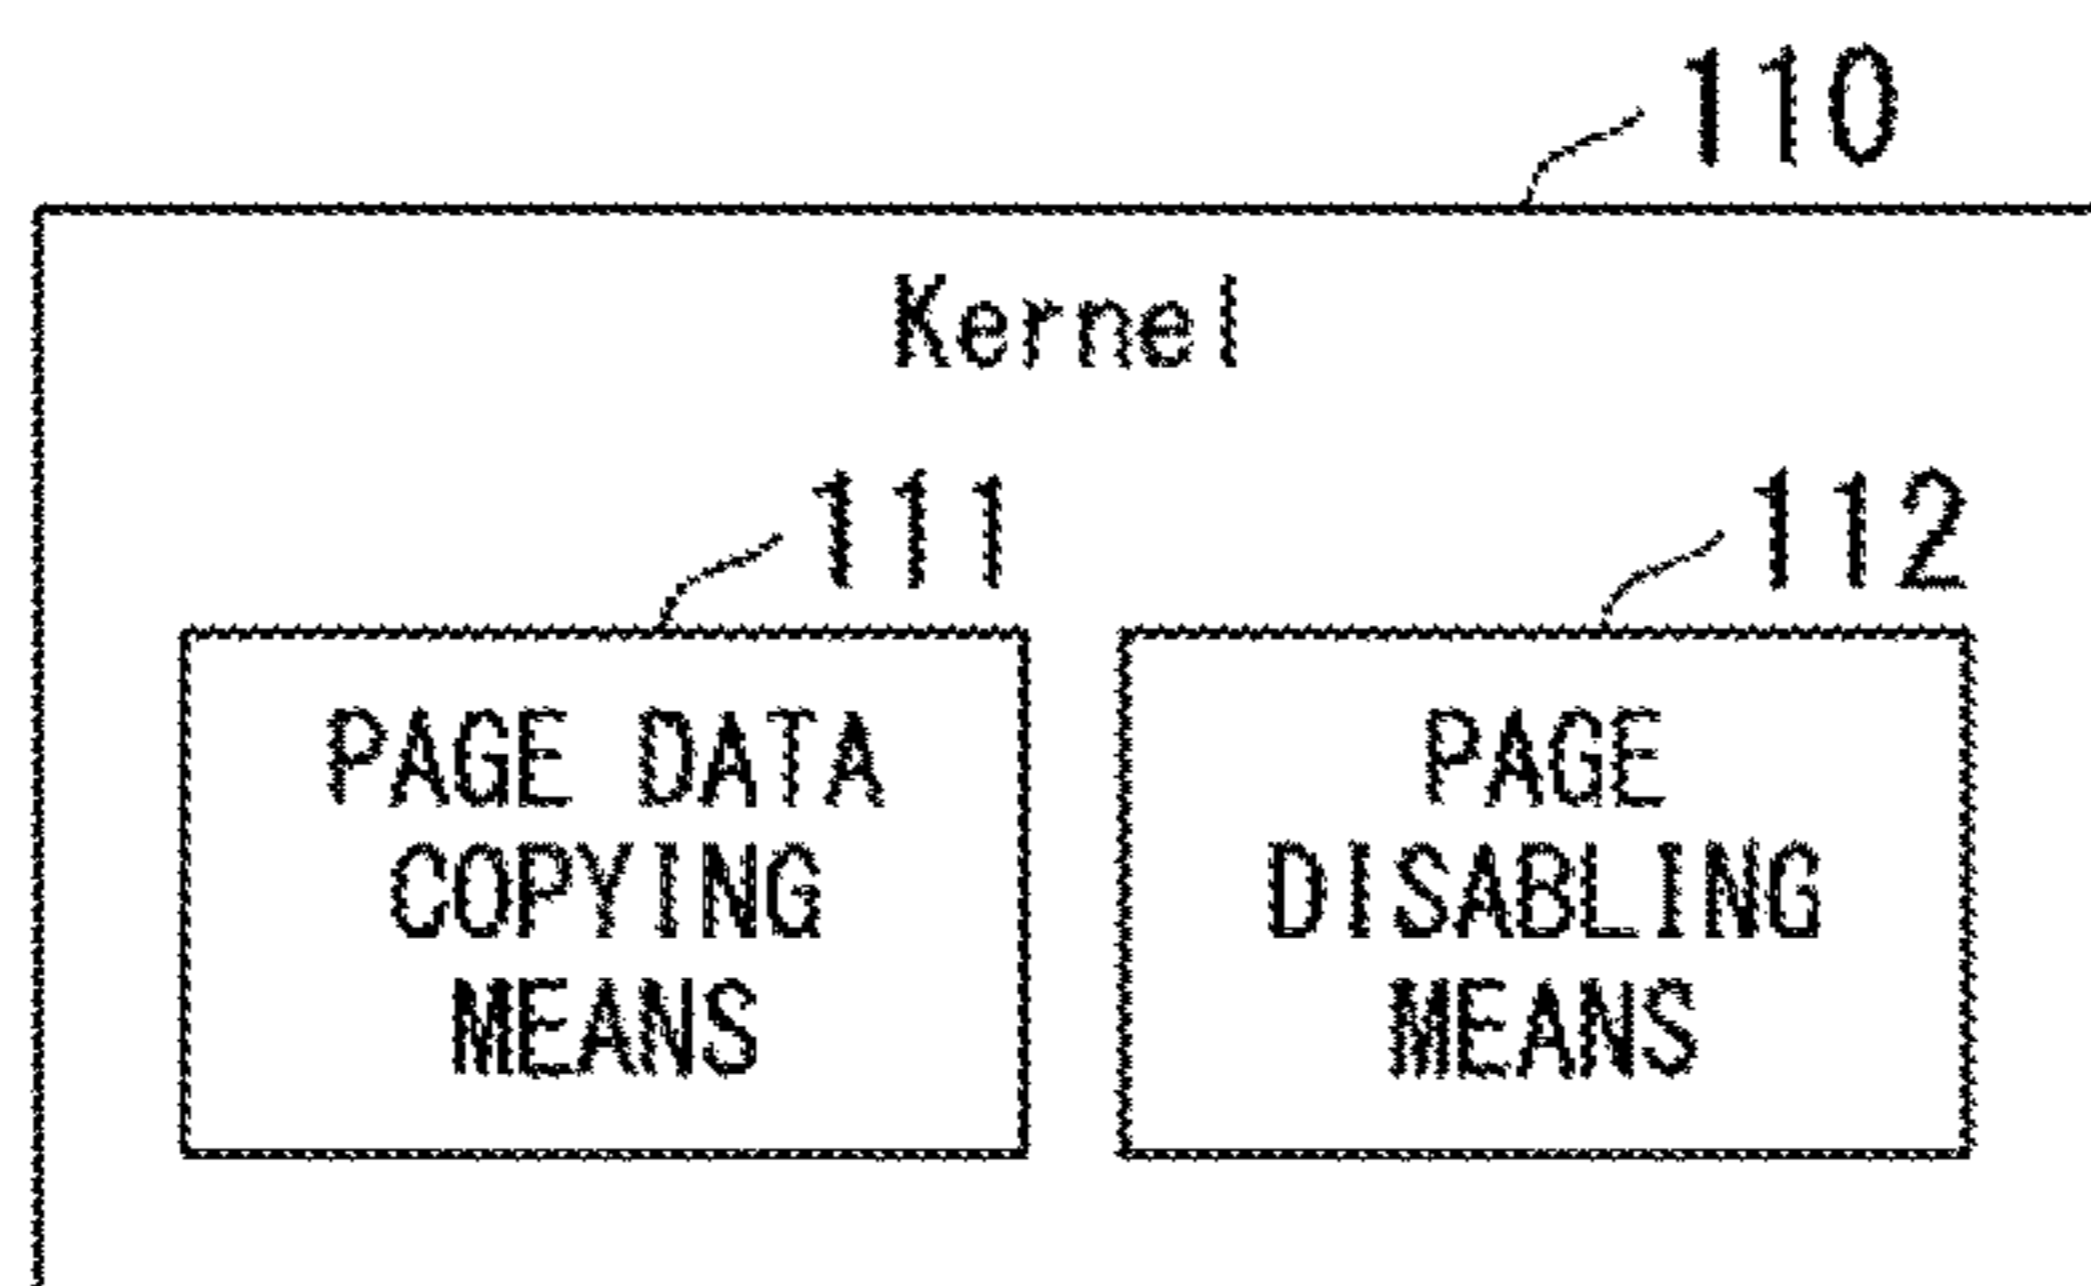 110
Kernel
111
112
PAGE DATA
COPYING
MEANS
PAGE
DISABLING
MEANS